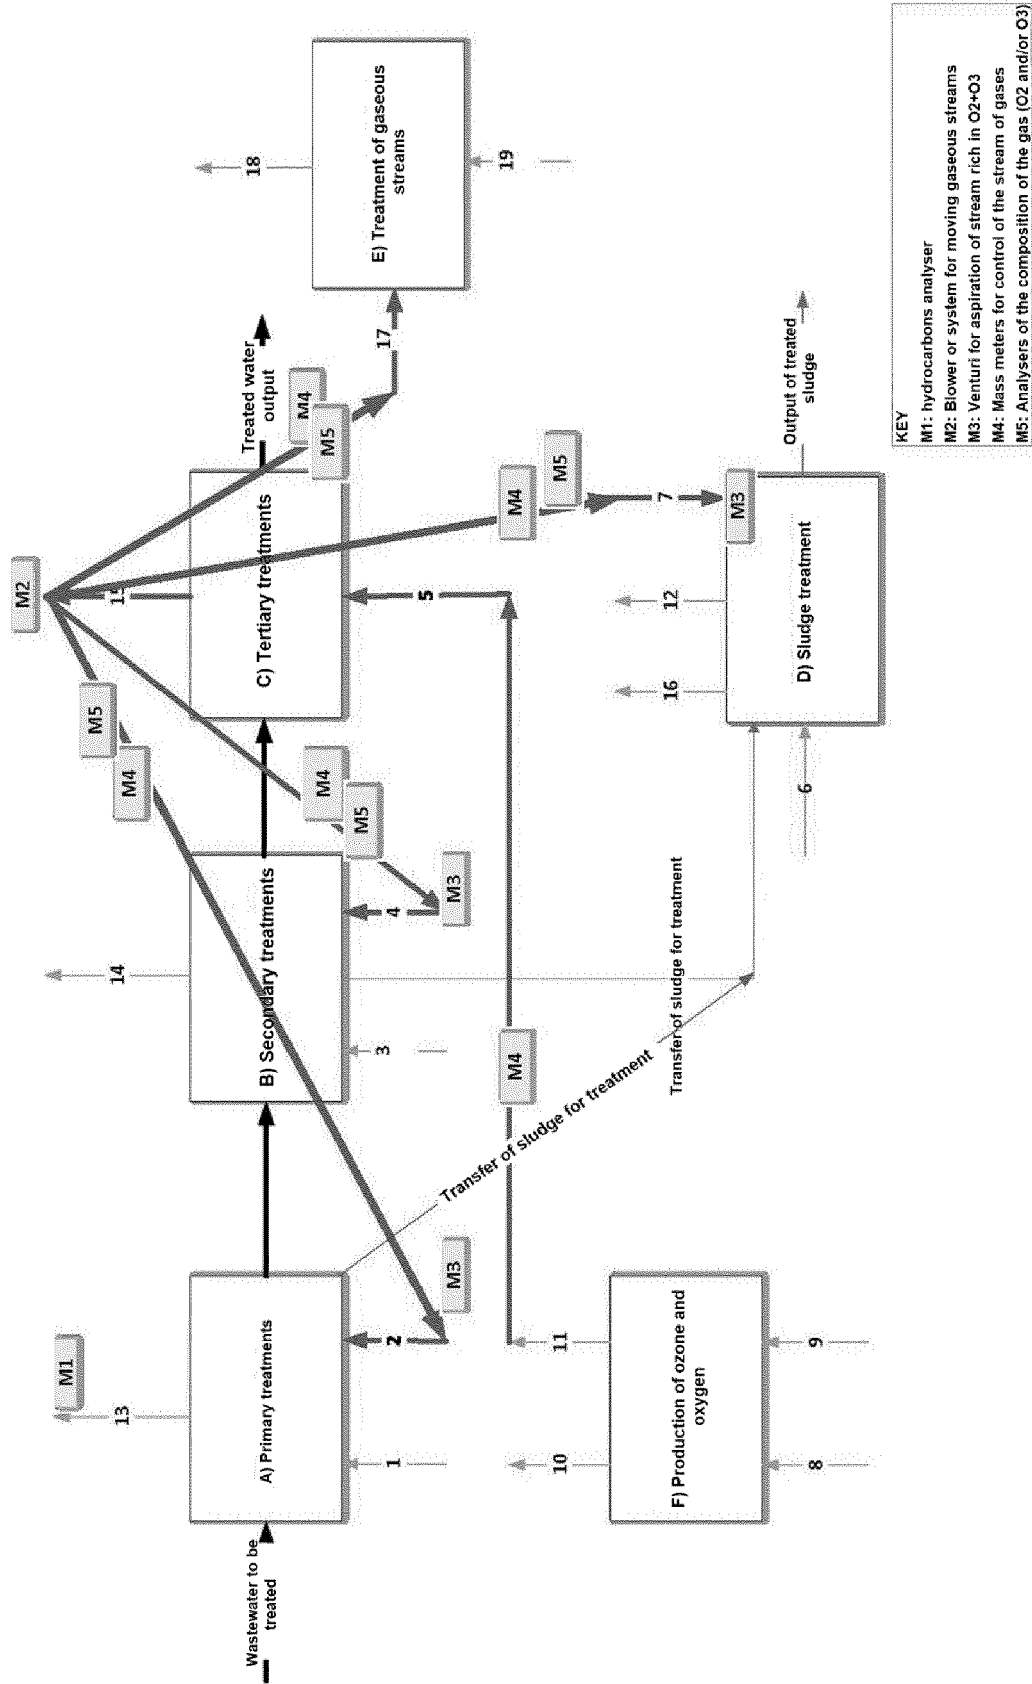 M2
18
E) Treatment of gaseous
streams
19
17
Treated water
output
M4
M5
15
C) Tertiary treatments
5
M5
M4
M4
M5
M4
M5
7
M3
Output of treated
sludge
12
16
D) Sludge treatment
6
14
B) Secondary treatments
3
4
M3
M4
Transfer of sludge for treatment
Transfer of sludge for treatment
M1
13
A) Primary treatments
1
2
M3
Wastewater to be
treated
11
10
F) Production of ozone and
oxygen
9
8
KEY
M1: hydrocarbons analyser
M2: Blower or system for moving gaseous streams
M3: Venturi for aspiration of stream rich in O2+O3
M4: Mass meters for control of the stream of gases
M5: Analysers of the composition of the gas (O2 and/or O3)